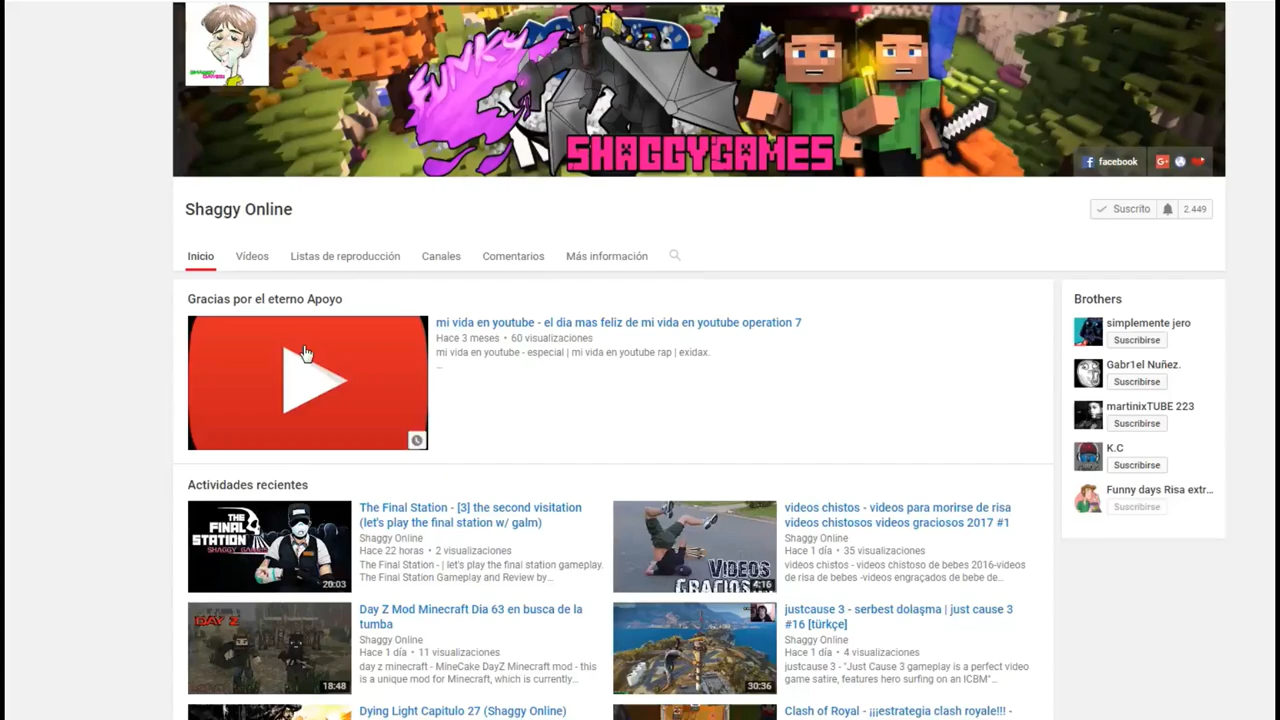 SHAGGY GAMES
SHAGGYGAMES
facebook
Shaggy Online
Suscrito
2.449
Inicio
Vídeos
Listas de reproducción
Canales
Comentarios
Más información
Gracias por el eterno Apoyo
mi vida en youtube - el dia mas feliz de mi vida en youtube operation 7
Hace 3 meses • 60 visualizaciones
mi vida en youtube - especial | mi vida en youtube rap | exidax.
...
Brothers
simplemente jero
Suscribirse
Gabr1el Nuñez.
Suscribirse
martinixTUBE 223
Suscribirse
K.C
Suscribirse
Funny days Risa extr...
Suscribirse
Actividades recientes
THE FINAL STATION
SHAGGY GAMES
20:03
The Final Station - [3] the second visitation
(let's play the final station w/ galm)
Shaggy Online
Hace 22 horas • 2 visualizaciones
The Final Station - | let's play the final station gameplay.
The Final Station Gameplay and Review by...
VIDEOS
GRACIOS
4:16
videos chistos - videos para morirse de risa
videos chistosos videos graciosos 2017 #1
Shaggy Online
Hace 1 día • 35 visualizaciones
videos chistos - videos chistoso de bebes 2016-videos
de risa de bebes -videos engraçados de bebe de...
DAY Z
18:48
Day Z Mod Minecraft Dia 63 en busca de la
tumba
Shaggy Online
Hace 1 día • 11 visualizaciones
day z minecraft - MineCake DayZ Minecraft mod - this
is a unique mod for Minecraft, which is currently...
30:36
justcause 3 - serbest dolaşma | just cause 3
#16 [türkçe]
Shaggy Online
Hace 1 día • 4 visualizaciones
justcause 3 - "Just Cause 3 gameplay is a perfect video
game satire, features hero surfing on an ICBM"...
Dying Light Capitulo 27 (Shaggy Online)
Clash of Royal - ¡¡¡estrategia clash royale!!! -